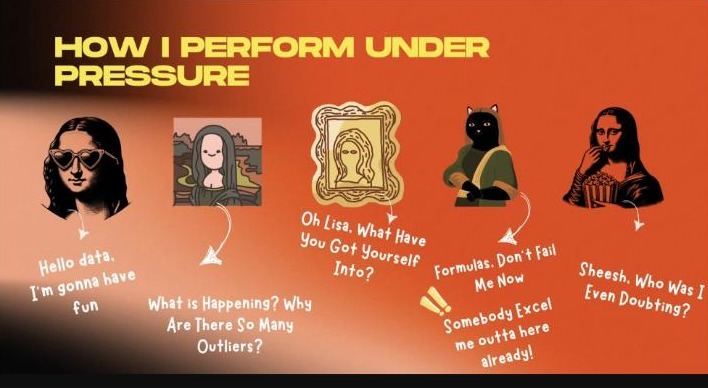 HOW I PERFORM UNDER
PRESSURE
Hello data,
I'm gonna have
fun
What is Happening? Why
Are There So Many
Outliers?
Oh Lisa, What Have
You Got Yourself
Into?
Formulas, Don't Fail
Me Now
Somebody Excel
me outta here
already!
Sheesh, Who Was I
Even Doubting?